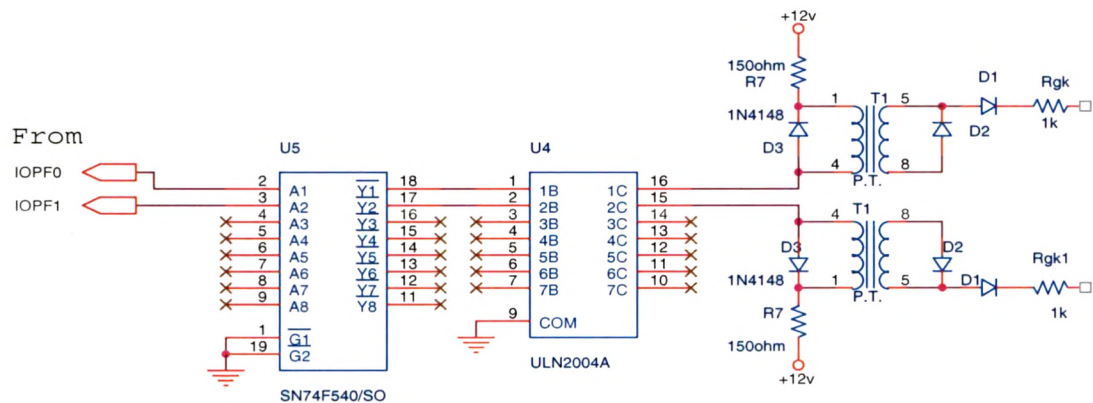 +12v
150ohm
R7
1
T1
5
D1
Rgk
1N4148
D3
D2
1k
4
8
P.T.
From
IOPF0
IOPF1
U5
2 A1 Y1 18
3 A2 Y2 17
4 A3 Y3 16
5 A4 Y4 15
6 A5 Y5 14
7 A6 Y6 13
8 A7 Y7 12
9 A8 Y8 11
1 G1
19 G2
SN74F540/SO
U4
1 1B 1C 16
2 2B 2C 15
3 3B 3C 14
4 4B 4C 13
5 5B 5C 12
6 6B 6C 11
7 7B 7C 10
9 COM
ULN2004A
T1
4
8
D3
D2
Rgk1
1N4148
1
5
D1
P.T.
1k
R7
150ohm
+12v